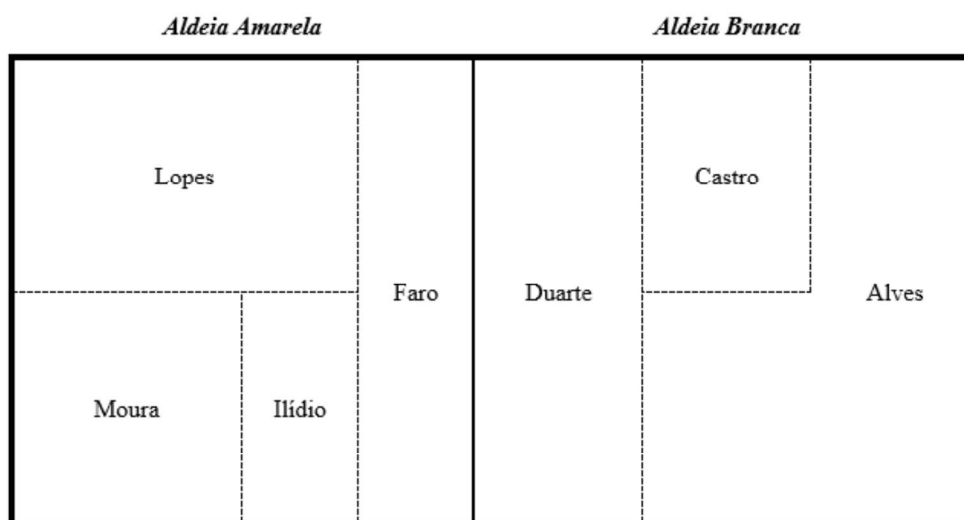 Aldeia Amarela
Aldeia Branca
Lopes
Castro
Faro
Duarte
Alves
Moura
Ilídio